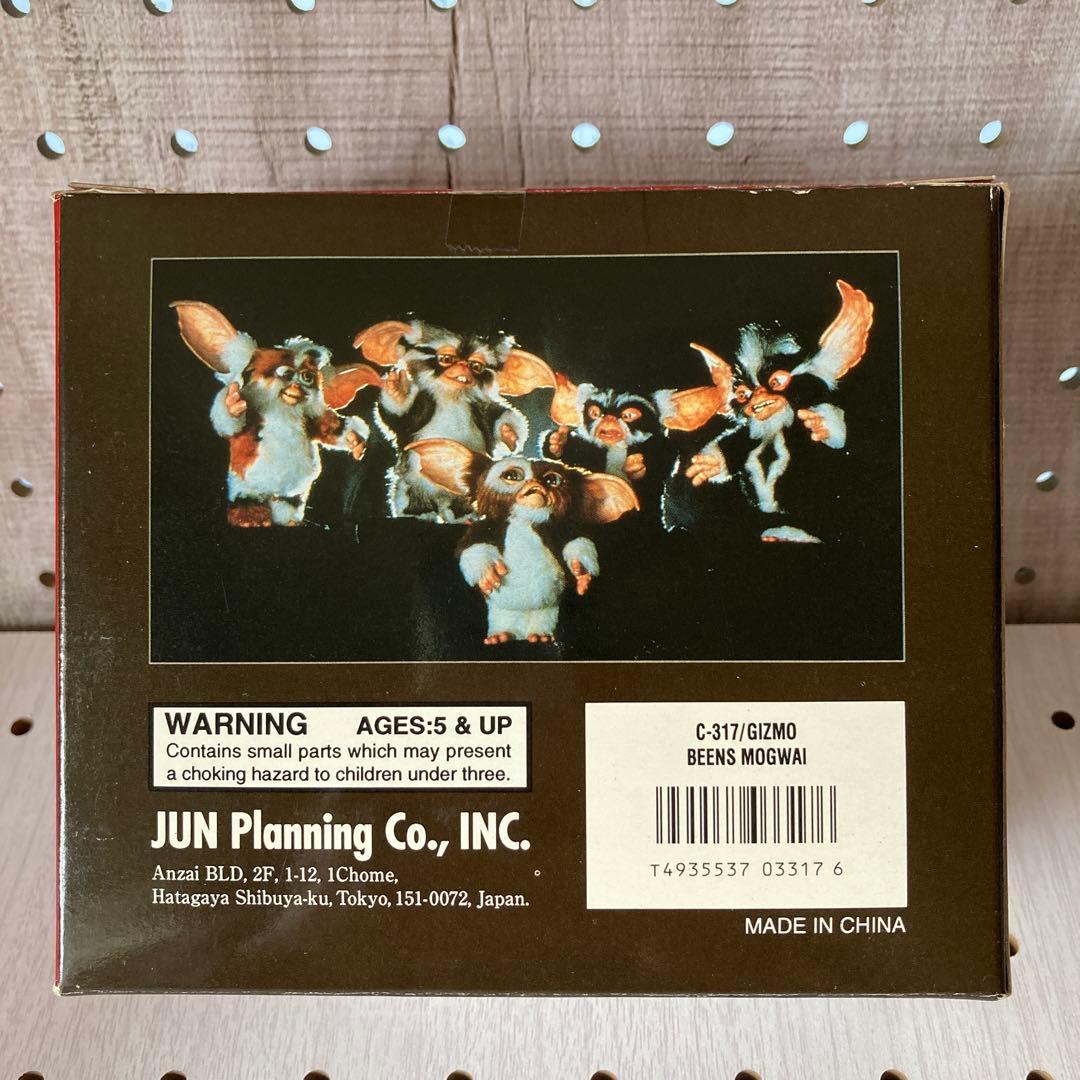 WARNING AGES:5 & UP
Contains small parts which may present
a choking hazard to children under three.
JUN Planning Co., INC.
Anzai BLD, 2F, 1-12, 1Chome,
Hatagaya Shibuya-ku, Tokyo, 151-0072, Japan.
C-317/GIZMO
BEENS MOGWAI
T4935537 03317 6
MADE IN CHINA